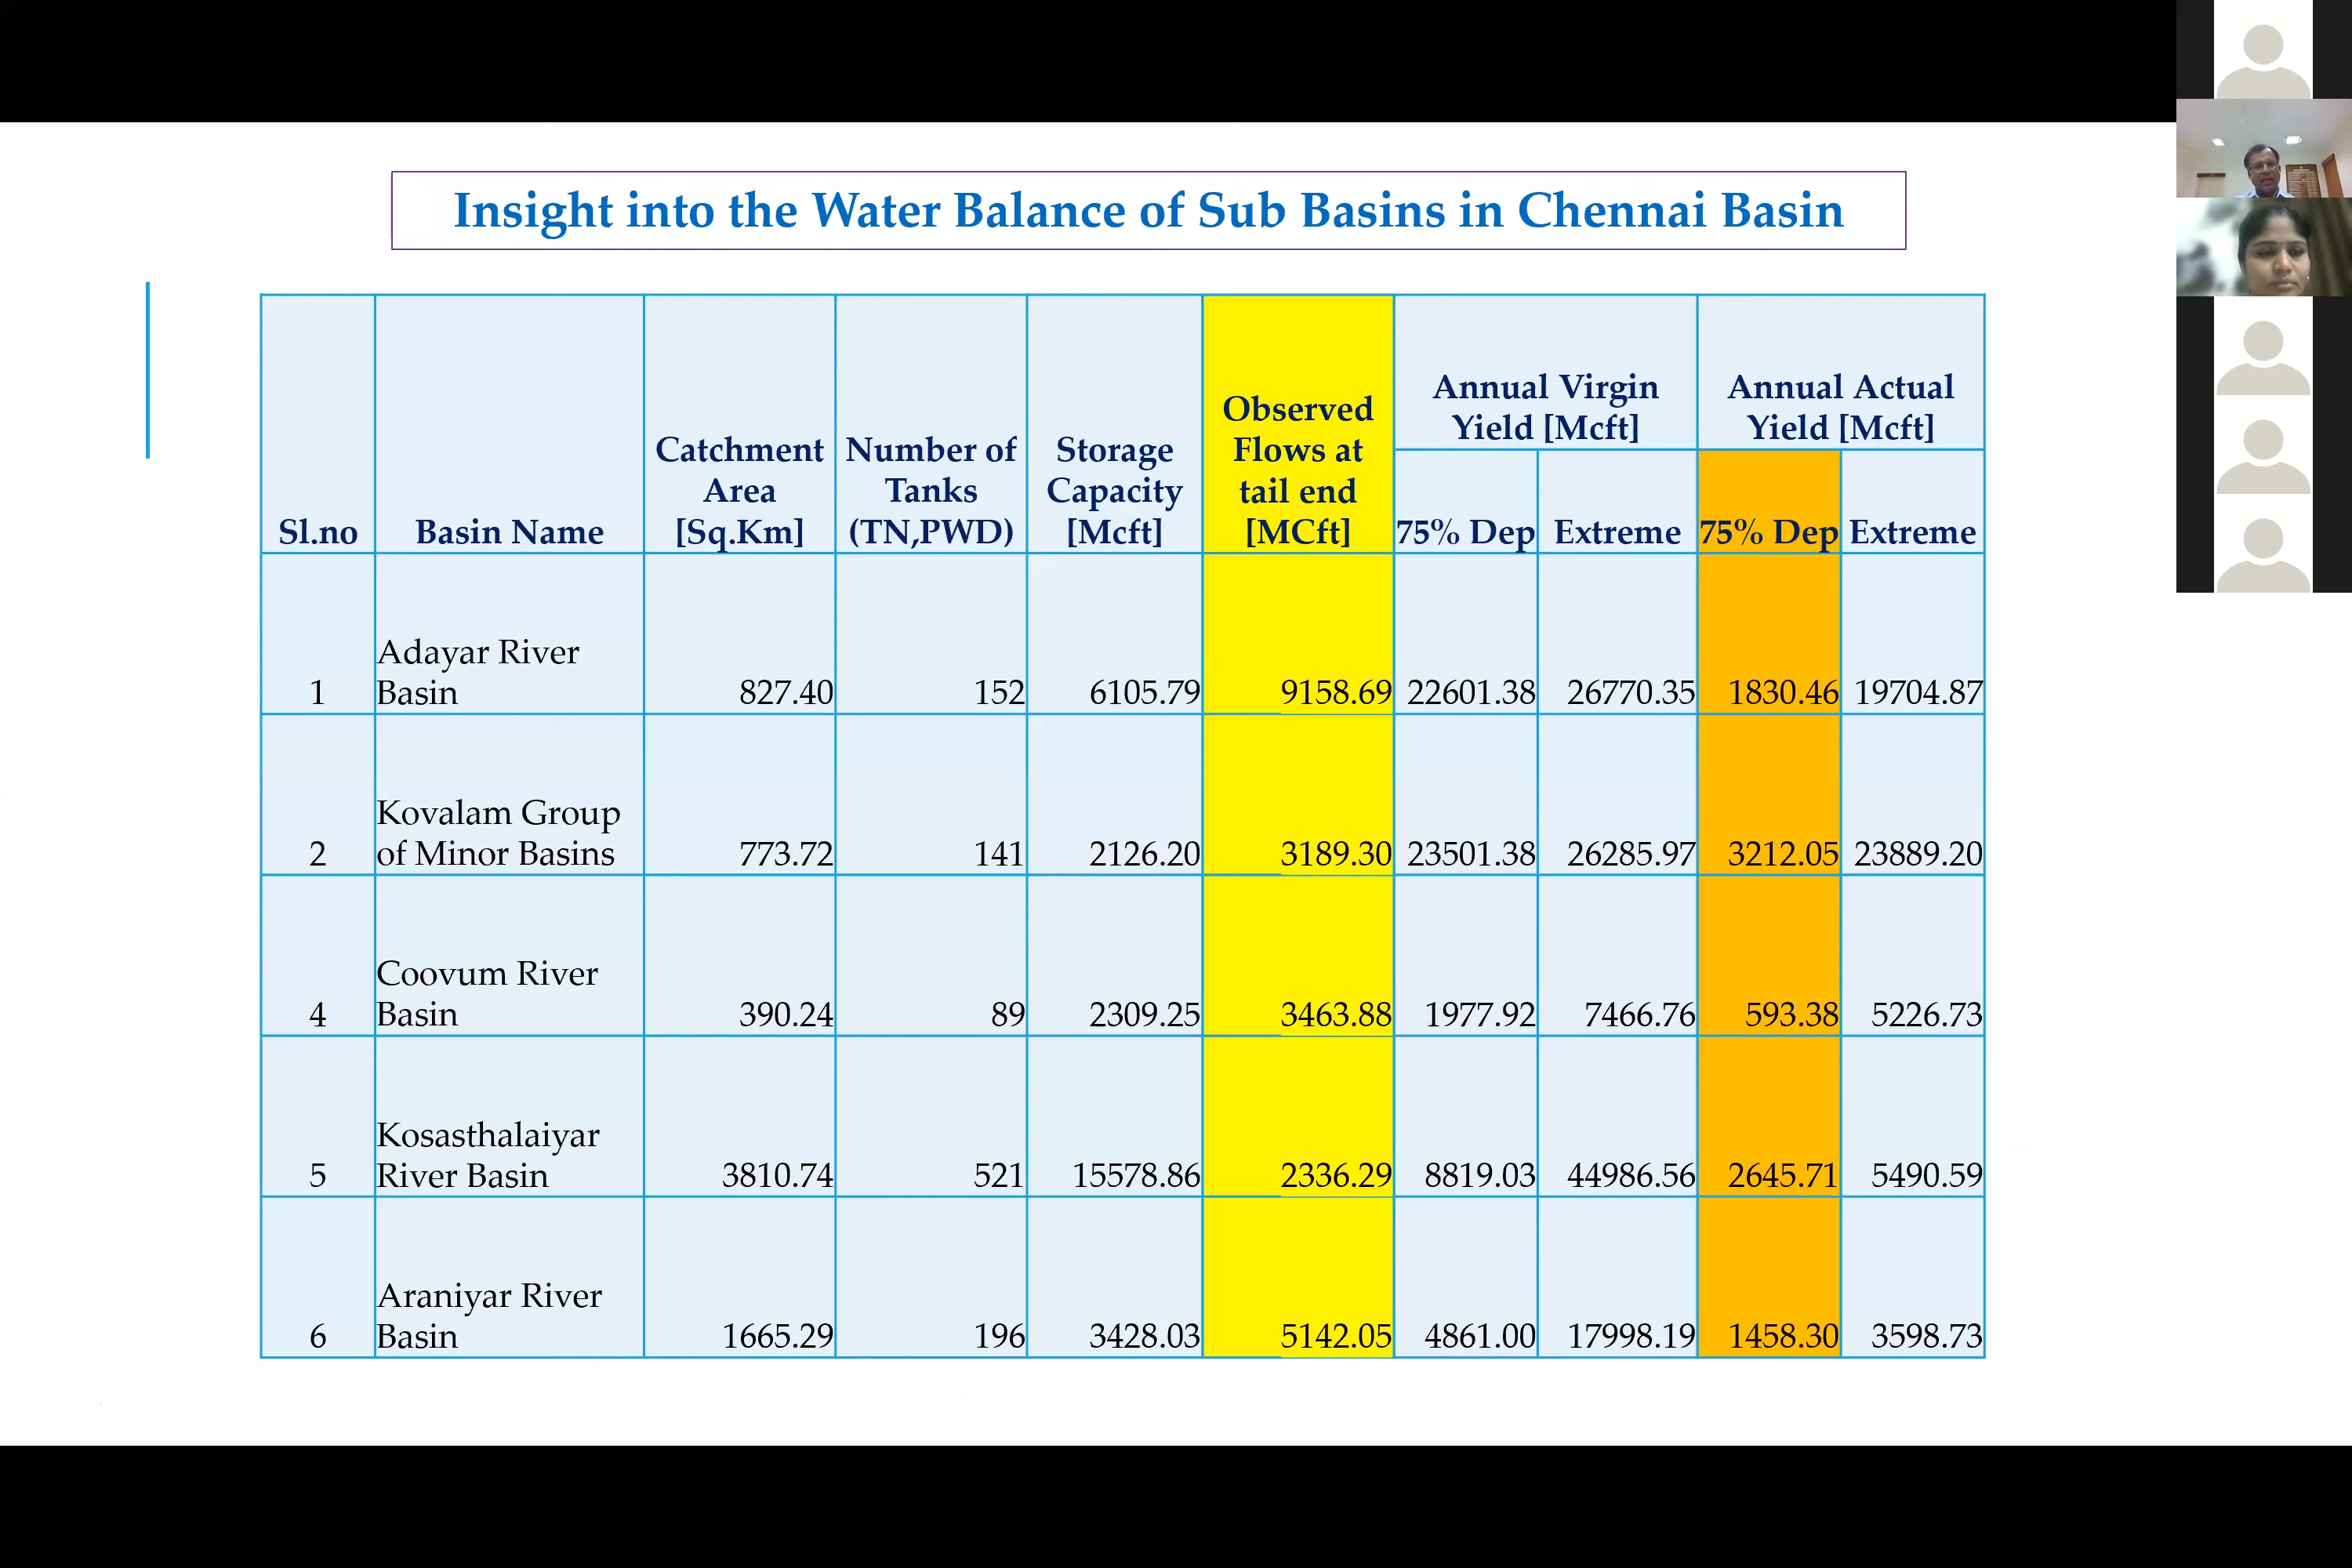 Insight into the Water Balance of Sub Basins in Chennai Basin
Sl.no
Basin Name
Catchment
Area
[Sq.Km]
Number of
Tanks
(TN,PWD)
Storage
Capacity
[Mcft]
Observed
Flows at
tail end
[MCft]
Annual Virgin
Yield [Mcft]
Annual Actual
Yield [Mcft]
75% Dep
Extreme
75% Dep
Extreme
1
Adayar River
Basin
827.40
152
6105.79
9158.69
22601.38
26770.35
1830.46
19704.87
2
Kovalam Group
of Minor Basins
773.72
141
2126.20
3189.30
23501.38
26285.97
3212.05
23889.20
4
Coovum River
Basin
390.24
89
2309.25
3463.88
1977.92
7466.76
593.38
5226.73
5
Kosasthalaiyar
River Basin
3810.74
521
15578.86
2336.29
8819.03
44986.56
2645.71
5490.59
6
Araniyar River
Basin
1665.29
196
3428.03
5142.05
4861.00
17998.19
1458.30
3598.73